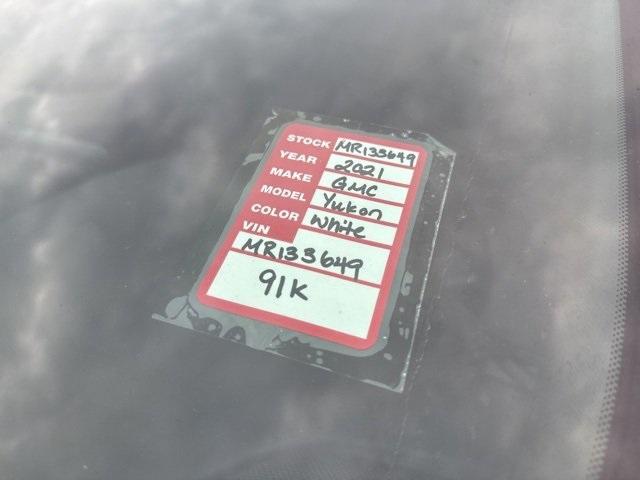 STOCK MR133649
YEAR 2021
MAKE GMC
MODEL Yukon
COLOR White
VIN
MR133649
91K